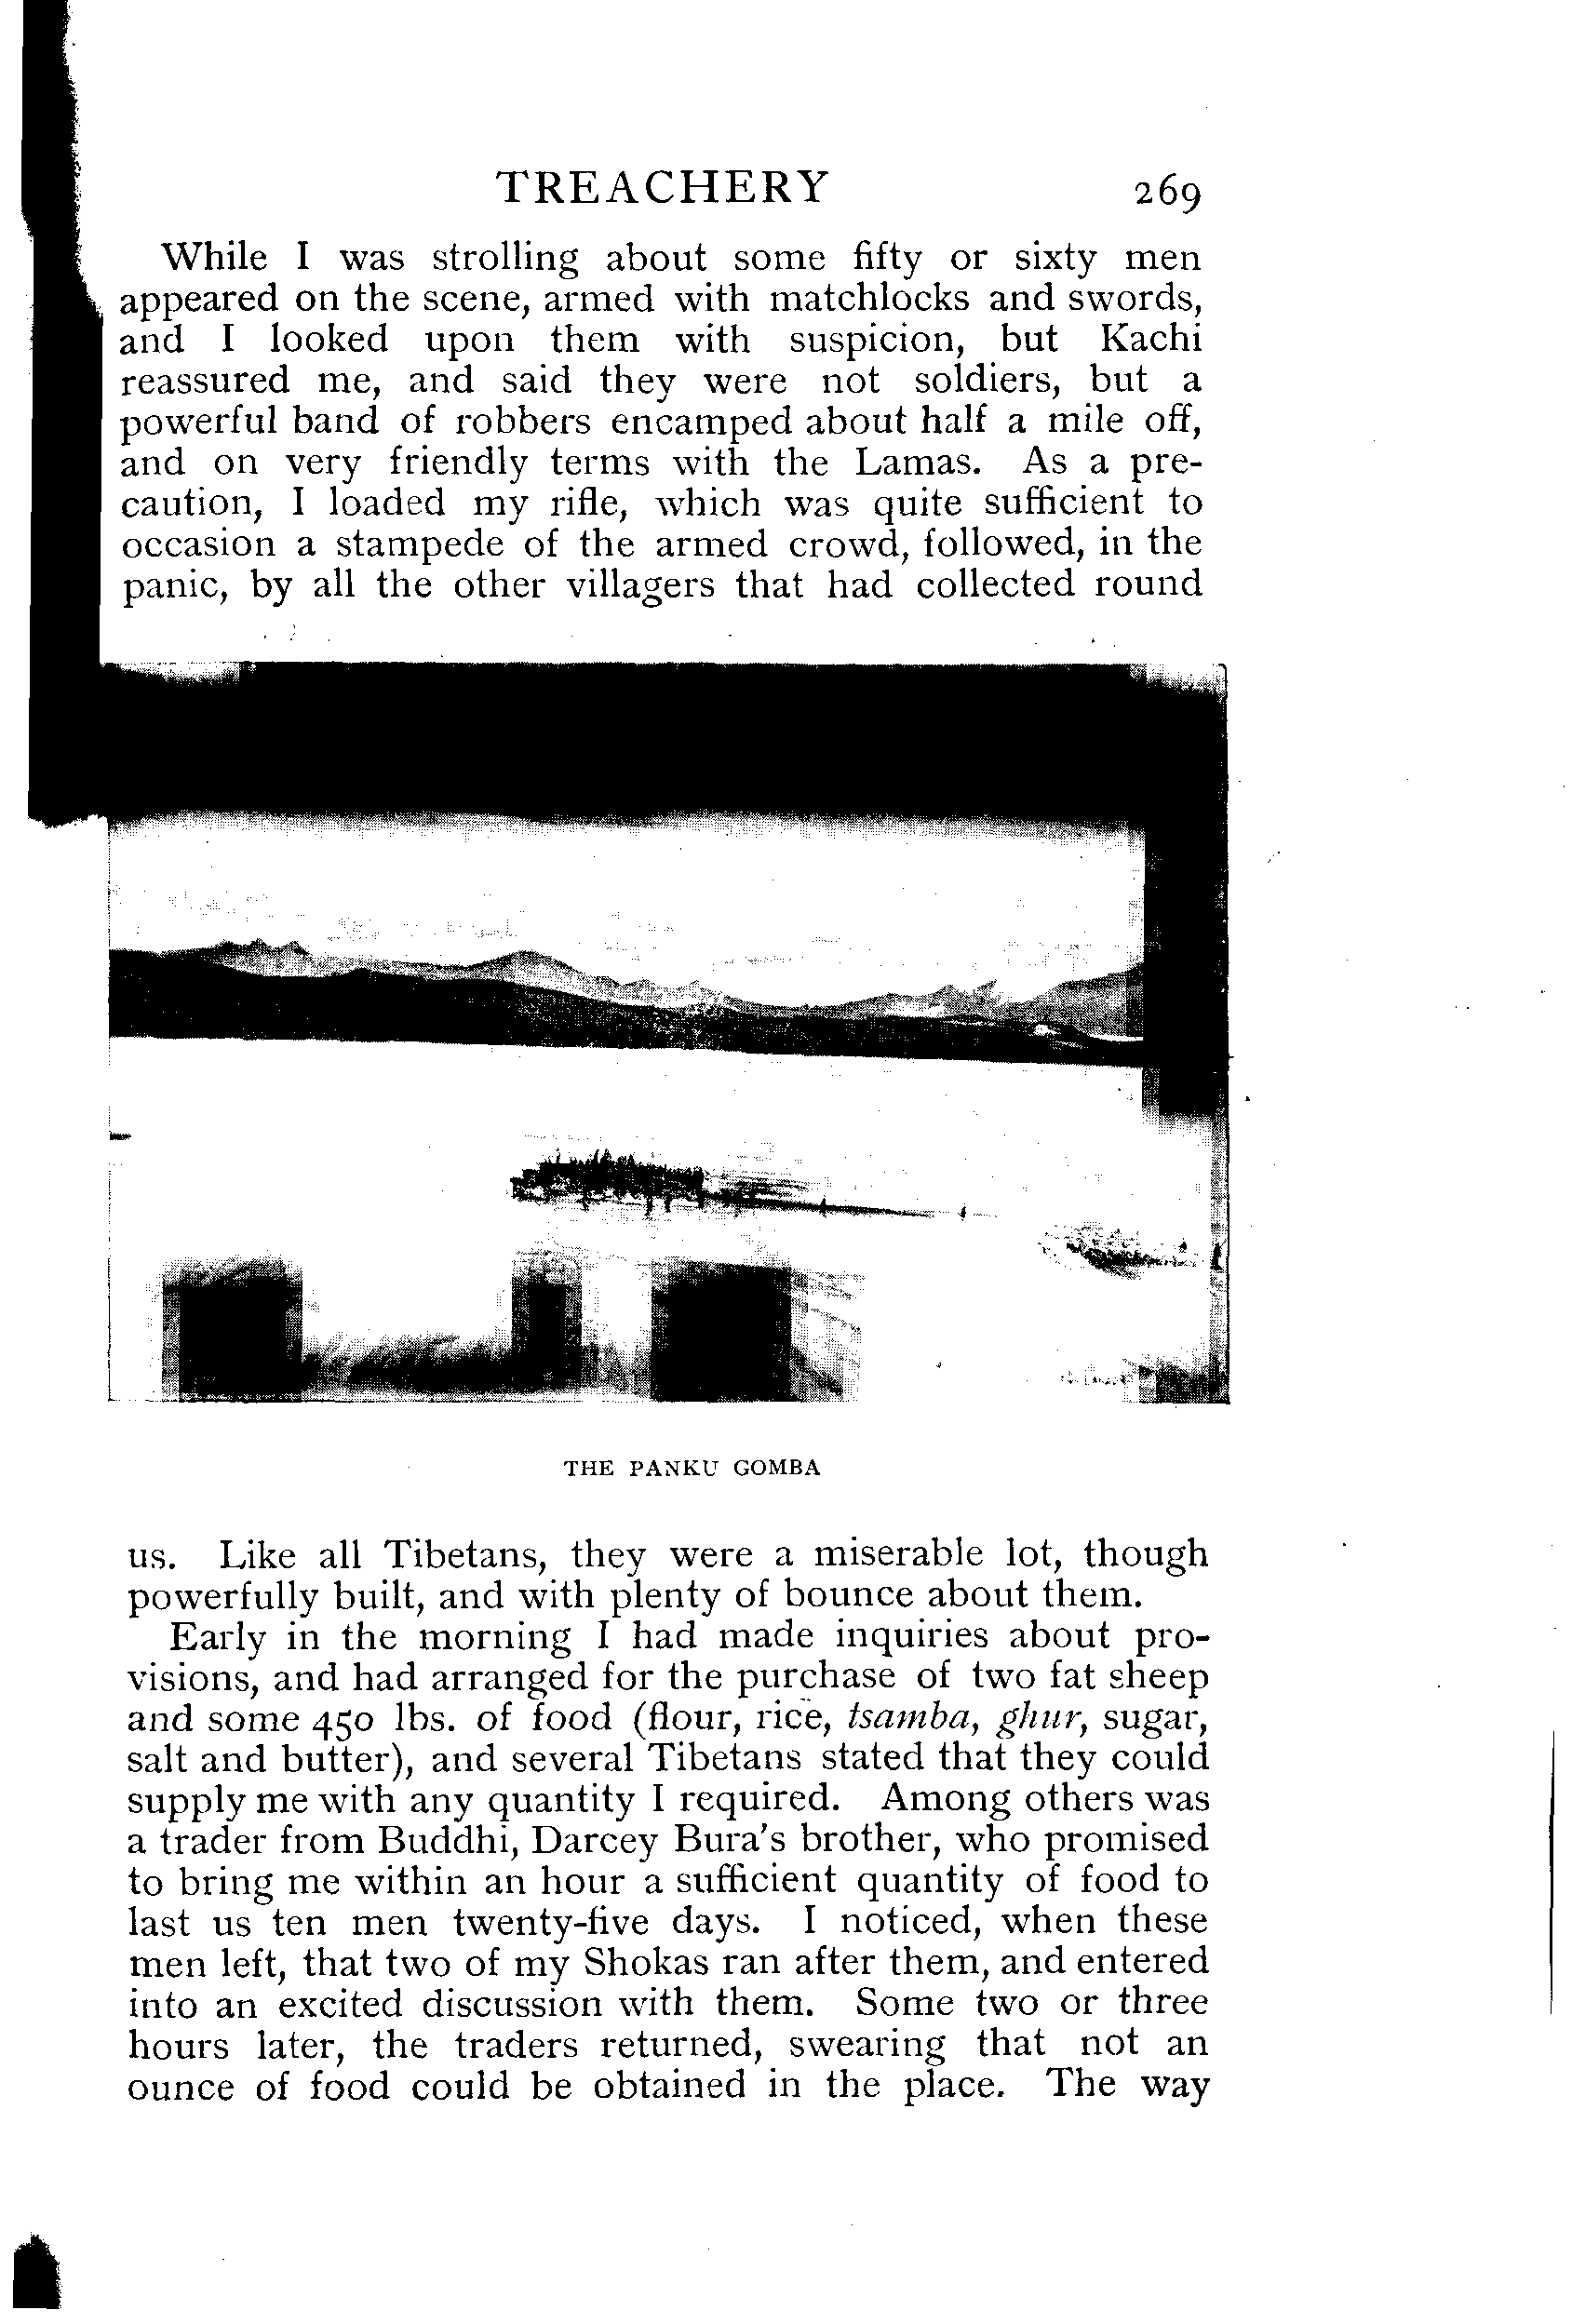 TREACHERY 269
While I was strolling about some fifty or sixty men
appeared on the scene, armed with matchlocks and swords,
and I looked upon them with suspicion, but Kachi
reassured me, and said they were not soldiers, but a
powerful band of robbers encamped about half a mile off,
and on very friendly terms with the Lamas. As a pre-
caution, I loaded my rifle, which was quite sufficient to
occasion a stampede of the armed crowd, followed, in the
panic, by all the other villagers that had collected round
THE PANKU GOMBA
us. Like all Tibetans, they were a miserable lot, though
powerfully built, and with plenty of bounce about them.
Early in the morning I had made inquiries about pro-
visions, and had arranged for the purchase of two fat sheep
and some 450 lbs. of food (flour, rice, tsamba, ghur, sugar,
salt and butter), and several Tibetans stated that they could
supply me with any quantity I required. Among others was
a trader from Buddhi, Darcey Bura's brother, who promised
to bring me within an hour a sufficient quantity of food to
last us ten men twenty-five days. I noticed, when these
men left, that two of my Shokas ran after them, and entered
into an excited discussion with them. Some two or three
hours later, the traders returned, swearing that not an
ounce of food could be obtained in the place. The way